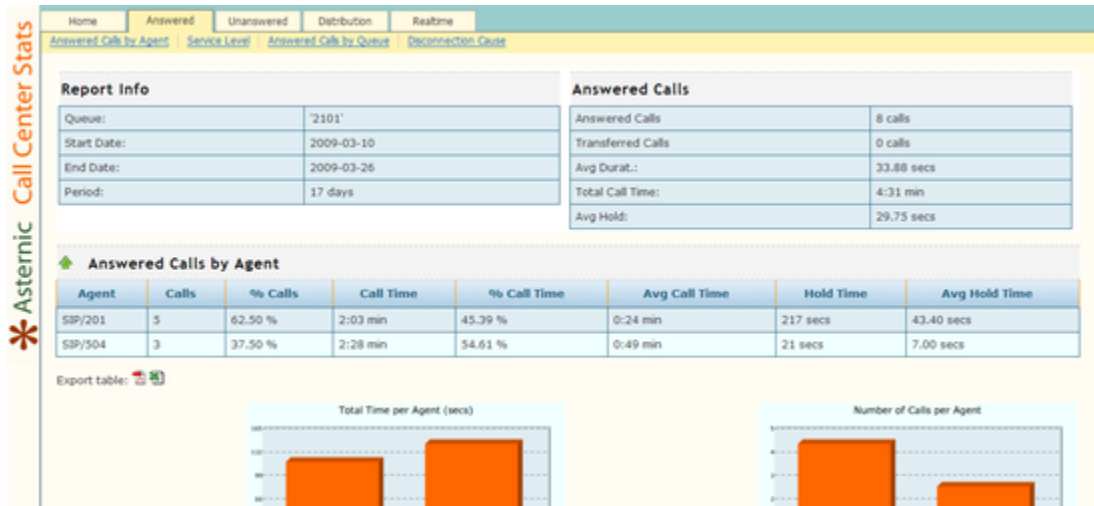 Asternic Call Center Stats
Home Answered Unanswered Distribution Realtime
Answered Calls by Agent Service Level Answered Calls by Queue Disconnection Cause
Report Info
Queue: '2101'
Start Date: 2009-03-10
End Date: 2009-03-26
Period: 17 days
Answered Calls
Answered Calls 8 calls
Transferred Calls 0 calls
Avg Durat.: 33.88 secs
Total Call Time: 4:31 min
Avg Hold: 29.75 secs
Answered Calls by Agent
Agent Calls % Calls Call Time % Call Time Avg Call Time Hold Time Avg Hold Time
SIP/201 5 62.50 % 2:03 min 45.39 % 0:24 min 217 secs 43.40 secs
SIP/504 3 37.50 % 2:28 min 54.61 % 0:49 min 21 secs 7.00 secs
Export table:
Total Time per Agent (secs)
Number of Calls per Agent